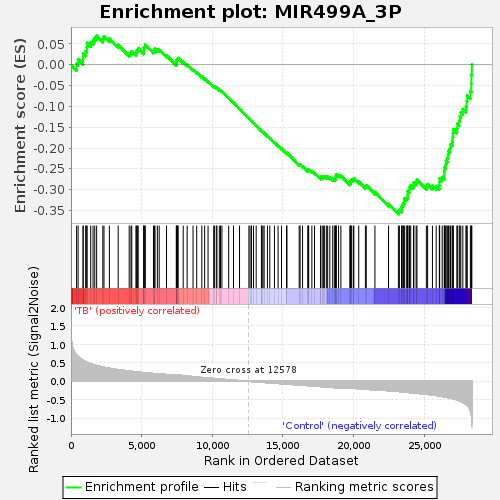 Enrichment plot: MIR499A_3P
Enrichment score (ES)
0.05
0.00
-0.05
-0.10
-0.15
-0.20
-0.25
-0.30
-0.35
Ranked list metric (Signal2Noise)
2.0
1.5
1.0
0.5
0.0
-0.5
-1.0
'TB' (positively correlated)
Zero cross at 12578
'Control' (negatively correlated)
0
5,000
10,000
15,000
20,000
25,000
Rank in Ordered Dataset
Enrichment profile
Hits
Ranking metric scores